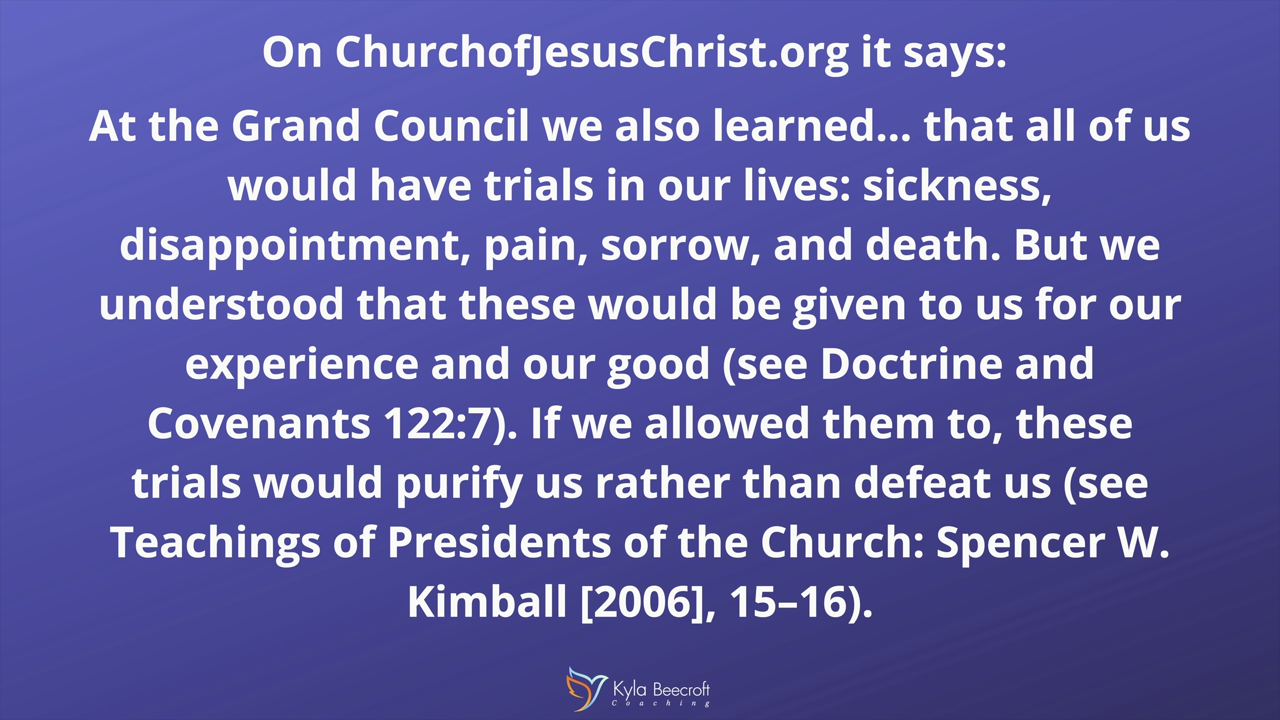 On ChurchofJesusChrist.org it says:
At the Grand Council we also learned... that all of us
would have trials in our lives: sickness,
disappointment, pain, sorrow, and death. But we
understood that these would be given to us for our
experience and our good (see Doctrine and
Covenants 122:7). If we allowed them to, these
trials would purify us rather than defeat us (see
Teachings of Presidents of the Church: Spencer W.
Kimball [2006], 15–16).
Kyla Beecroft
Coaching